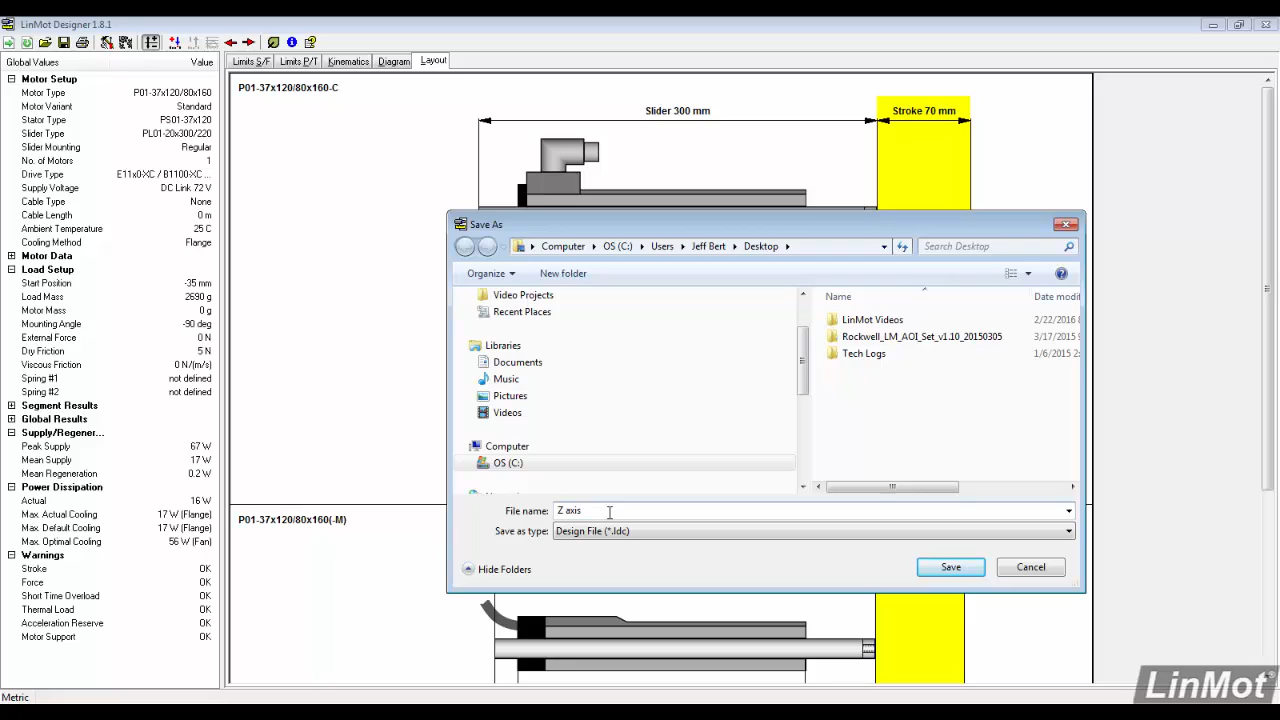 LinMot Designer 1.8.1
Limits S/F Limits P/T Kinematics Diagram Layout
Global Values Value
Motor Setup
Motor Type P01-37x120/80x160
Motor Variant Standard
Stator Type PS01-37x120
Slider Type PL01-20x300/220
Slider Mounting Regular
No. of Motors 1
Drive Type E11x0-XC / B1100-XC ...
Supply Voltage DC Link 72 V
Cable Type None
Cable Length 0 m
Ambient Temperature 25 C
Cooling Method Flange
Motor Data
Load Setup
Start Position -35 mm
Load Mass 2690 g
Motor Mass 0 g
Mounting Angle -90 deg
External Force 0 N
Dry Friction 5 N
Viscous Friction 0 N/(m/s)
Spring #1 not defined
Spring #2 not defined
Segment Results
Global Results
Supply/Regener...
Peak Supply 67 W
Mean Supply 17 W
Mean Regeneration 0.2 W
Power Dissipation
Actual 16 W
Max. Actual Cooling 17 W (Flange)
Max. Default Cooling 17 W (Flange)
Max. Optimal Cooling 56 W (Fan)
Warnings
Stroke OK
Force OK
Short Time Overload OK
Thermal Load OK
Acceleration Reserve OK
Motor Support OK
Metric
P01-37x120/80x160-C
Slider 300 mm
Stroke 70 mm
Save As
Computer OS (C:) Users Jeff Bert Desktop
Search Desktop
Organize New folder
Video Projects
Recent Places
Libraries
Documents
Music
Pictures
Videos
Computer
OS (C:)
Name Date modif
LinMot Videos 2/22/2016 8
Rockwell_LM_AOI_Set_v1.10_20150305 3/17/2015
Tech Logs 1/6/2015 2:
File name: Z axis
Save as type: Design File (*.ldc)
Hide Folders
Save
Cancel
P01-37x120/80x160(-M)
LinMot